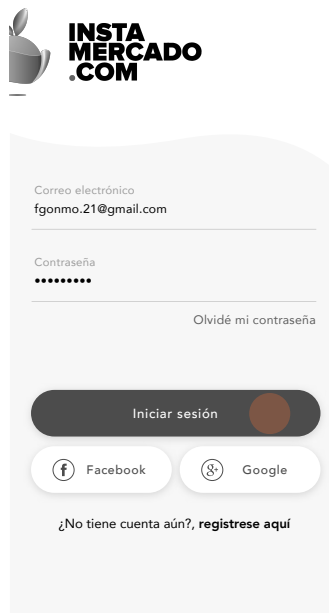 INSTA
MERCADO
.COM
Correo electrónico
fgonmo.21@gmail.com
Contraseña
•••••••••
Olvidé mi contraseña
Iniciar sesión
f Facebook
g+ Google
¿No tiene cuenta aún?, registrese aquí